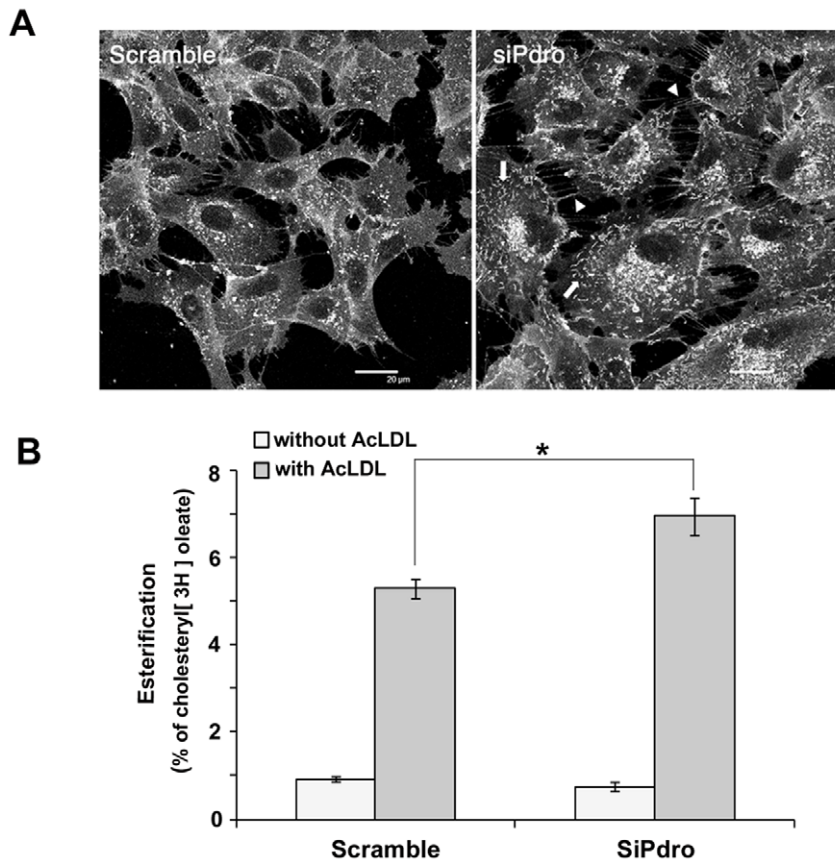 A
Scramble
siPdro
20 µm
B
without AcLDL
with AcLDL
*
8
6
4
2
0
Esterification
(% of cholesteryl[ 3H ] oleate)
Scramble
SiPdro